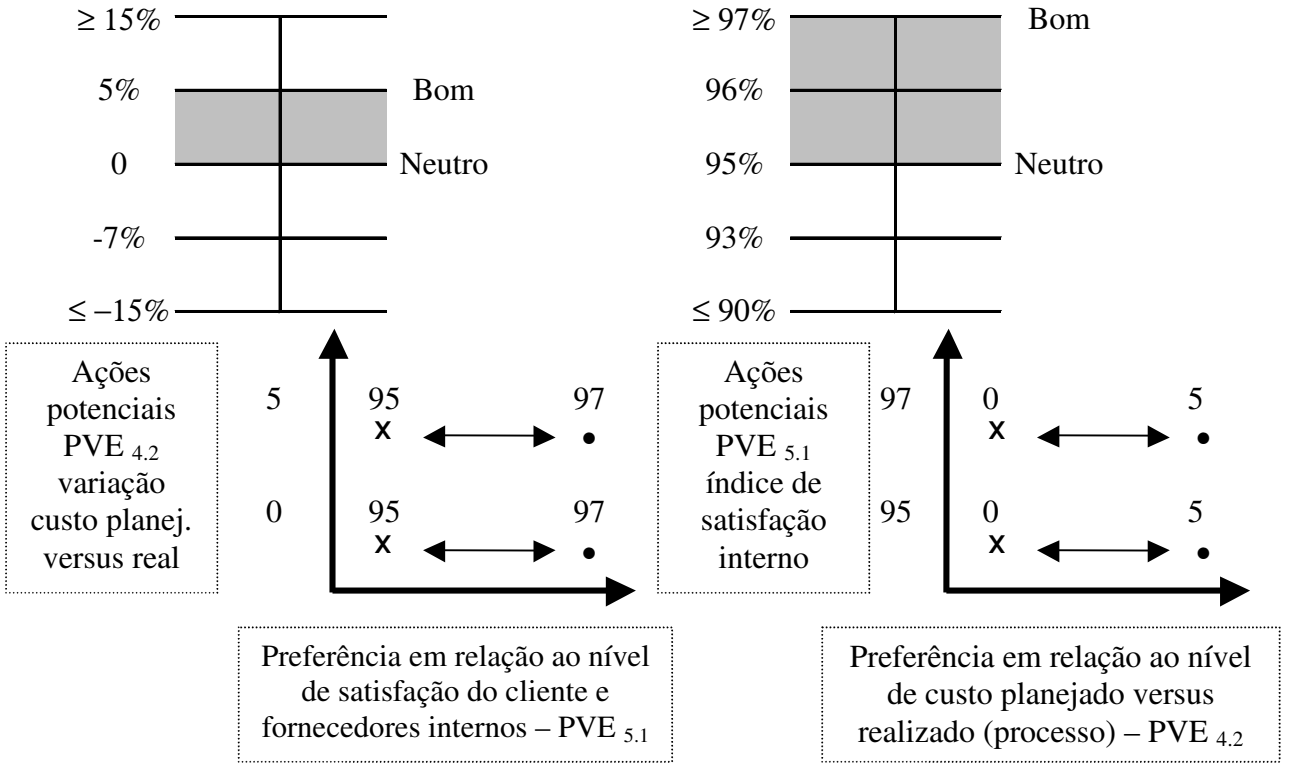 ≥ 15%
5% Bom
0 Neutro
-7%
≤ –15%
≥ 97% Bom
96%
95% Neutro
93%
≤ 90%
Ações
potenciais
PVE 4.2
variação
custo planej.
versus real
5 95 97
x •
0 95 97
x •
Preferência em relação ao nível
de satisfação do cliente e
fornecedores internos – PVE 5.1
Ações
potenciais
PVE 5.1
índice de
satisfação
interno
97 0 5
x •
95 0 5
x •
Preferência em relação ao nível
de custo planejado versus
realizado (processo) – PVE 4.2